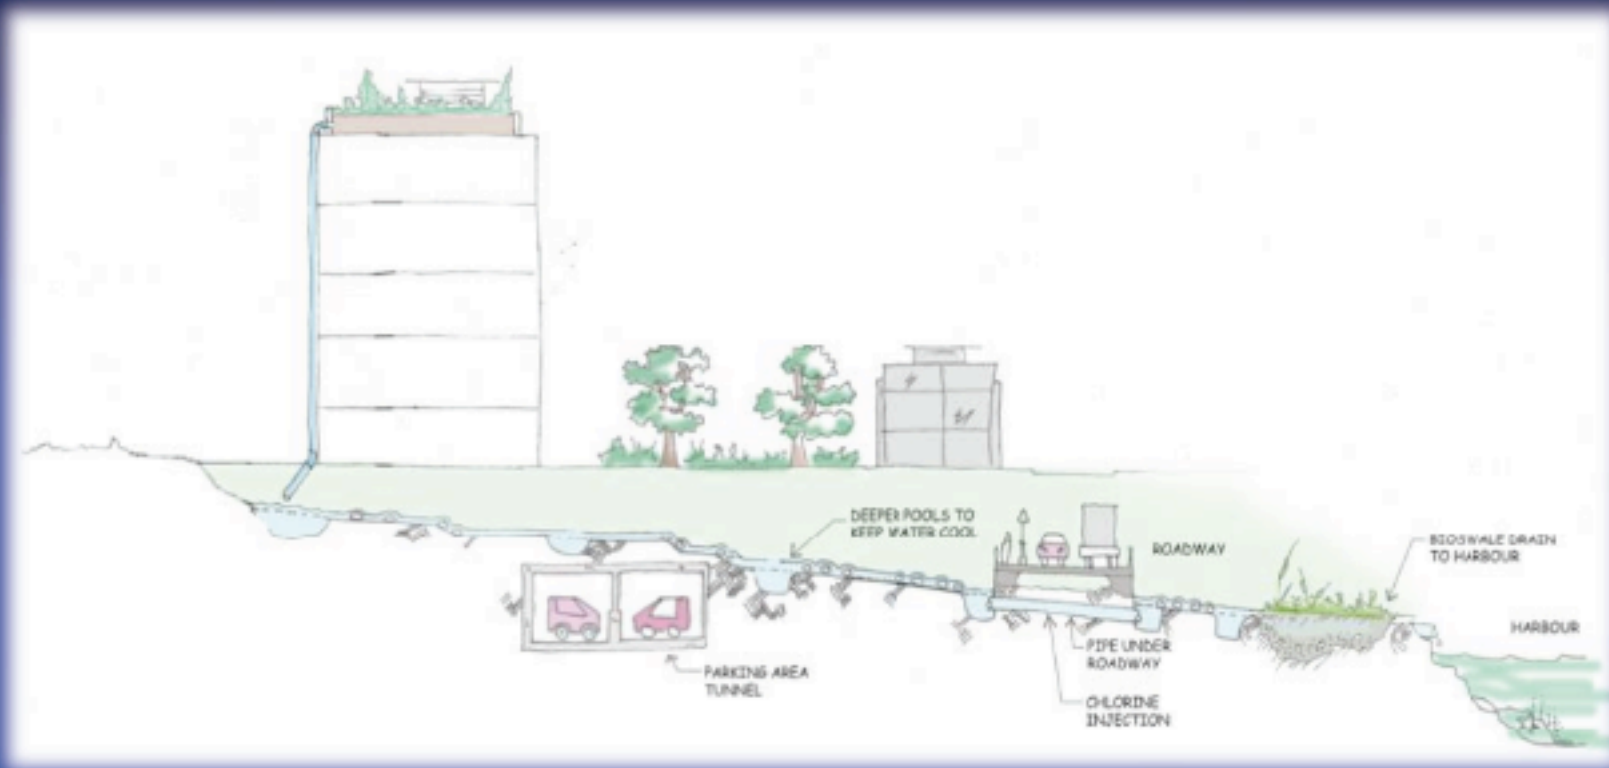 DEEPER POOLS TO
KEEP WATER COOL
ROADWAY
BIOSWALE DRAIN
TO HARBOUR
HARBOUR
PIPE UNDER
ROADWAY
PARKING AREA
TUNNEL
CHLORINE
INJECTION